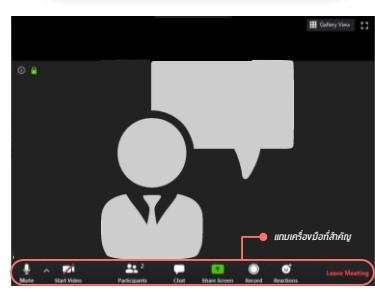 Gallery View
แถบเครื่องมือที่สำคัญ
2
Mute
Start Video
Participants
Chat
Share Screen
Record
Reactions
Leave Meeting